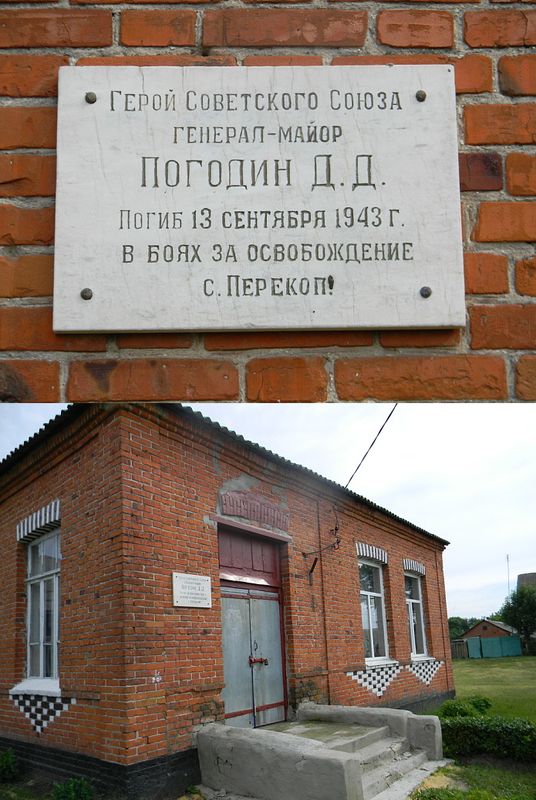 Герой Советского Союза
генерал-майор
Погодин Д.Д.
Погиб 13 сентября 1943 г.
в боях за освобождение
с. Перекоп!